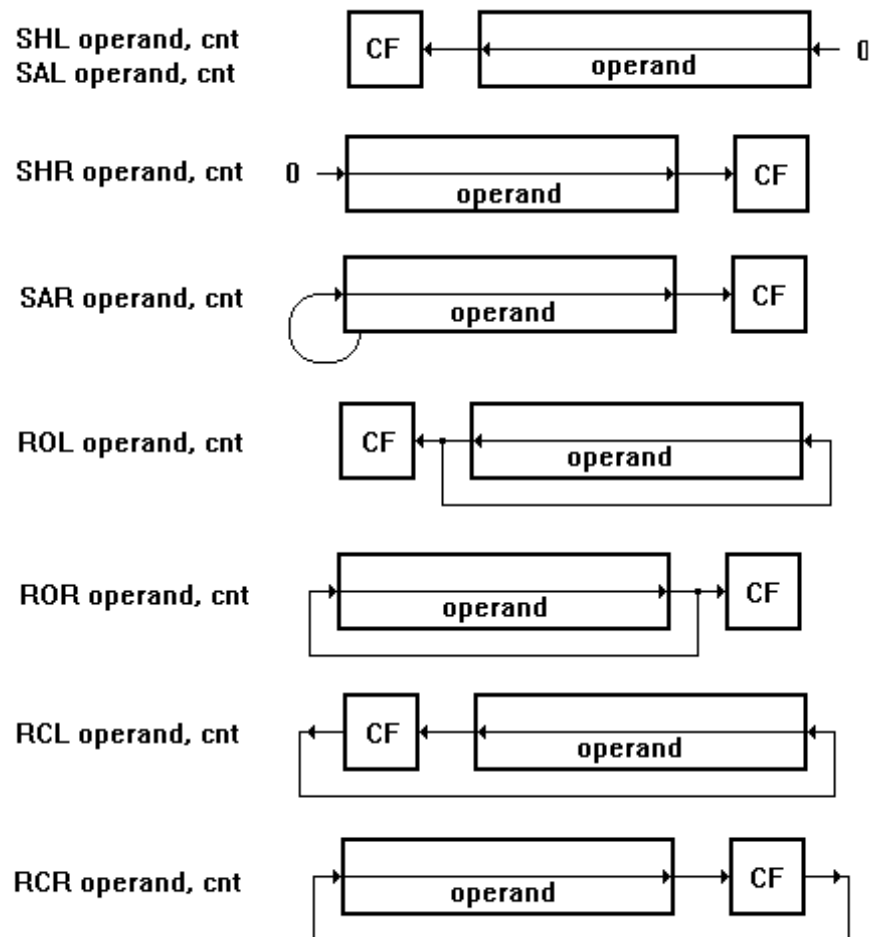 SHL operand, cnt
SAL operand, cnt
CF
operand
0
SHR operand, cnt
0
operand
CF
SAR operand, cnt
operand
CF
ROL operand, cnt
CF
operand
ROR operand, cnt
operand
CF
RCL operand, cnt
CF
operand
RCR operand, cnt
operand
CF